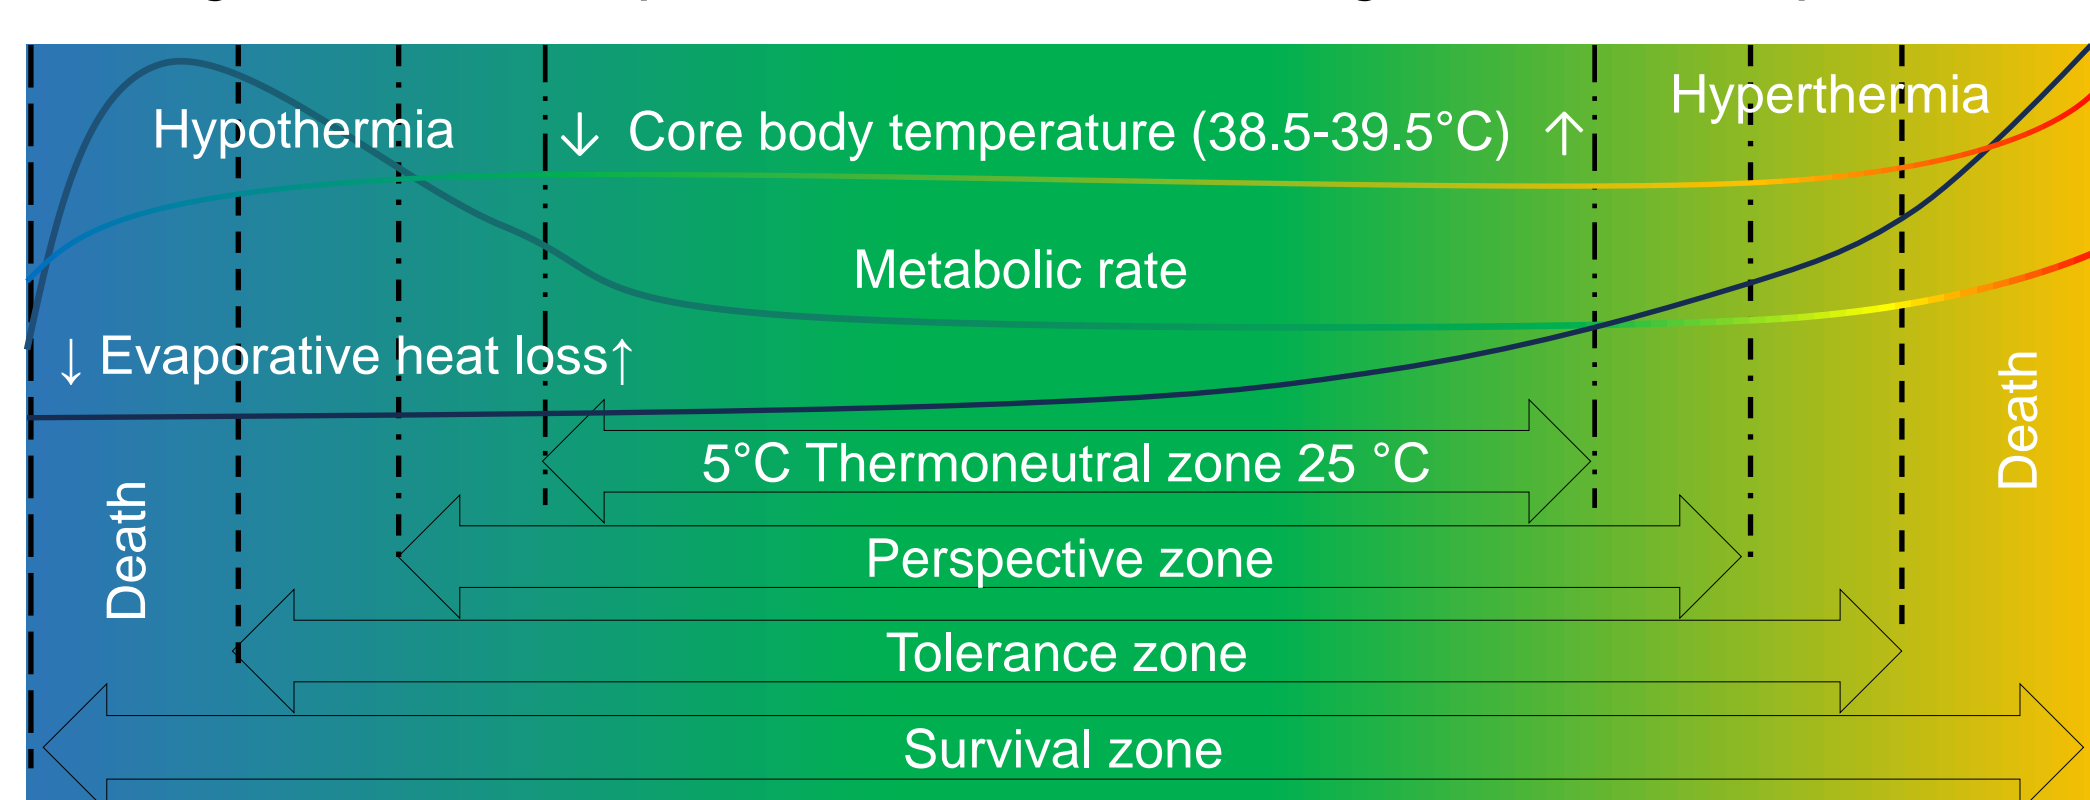 Hypothermia
↓ Core body temperature (38.5-39.5°C) ↑
Hyperthermia
Metabolic rate
↓ Evaporative heat loss↑
Death
Death
5°C Thermoneutral zone 25 °C
Perspective zone
Tolerance zone
Survival zone